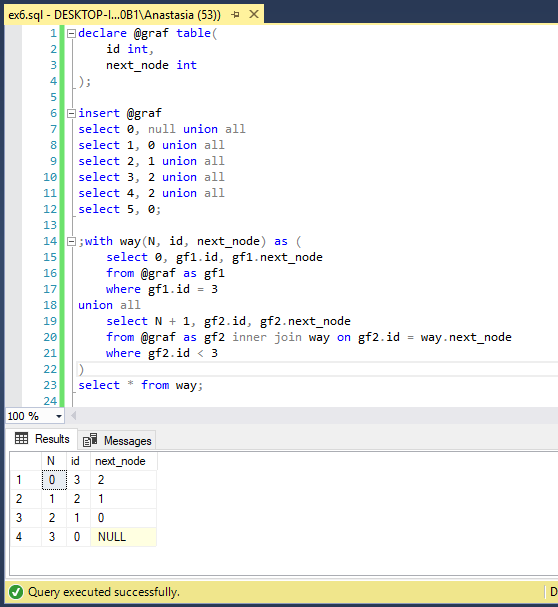 ex6.sql - DESKTOP-I...0B1\Anastasia (53))
1 declare @graf table(
2 id int,
3 next_node int
4 );
5
6 insert @graf
7 select 0, null union all
8 select 1, 0 union all
9 select 2, 1 union all
10 select 3, 2 union all
11 select 4, 2 union all
12 select 5, 0;
13
14 ;with way(N, id, next_node) as (
15 select 0, gf1.id, gf1.next_node
16 from @graf as gf1
17 where gf1.id = 3
18 union all
19 select N + 1, gf2.id, gf2.next_node
20 from @graf as gf2 inner join way on gf2.id = way.next_node
21 where gf2.id < 3
22 )
23 select * from way;
24
100 %
Results Messages
N id next_node
1 0 3 2
2 1 2 1
3 2 1 0
4 3 0 NULL
Query executed successfully. D